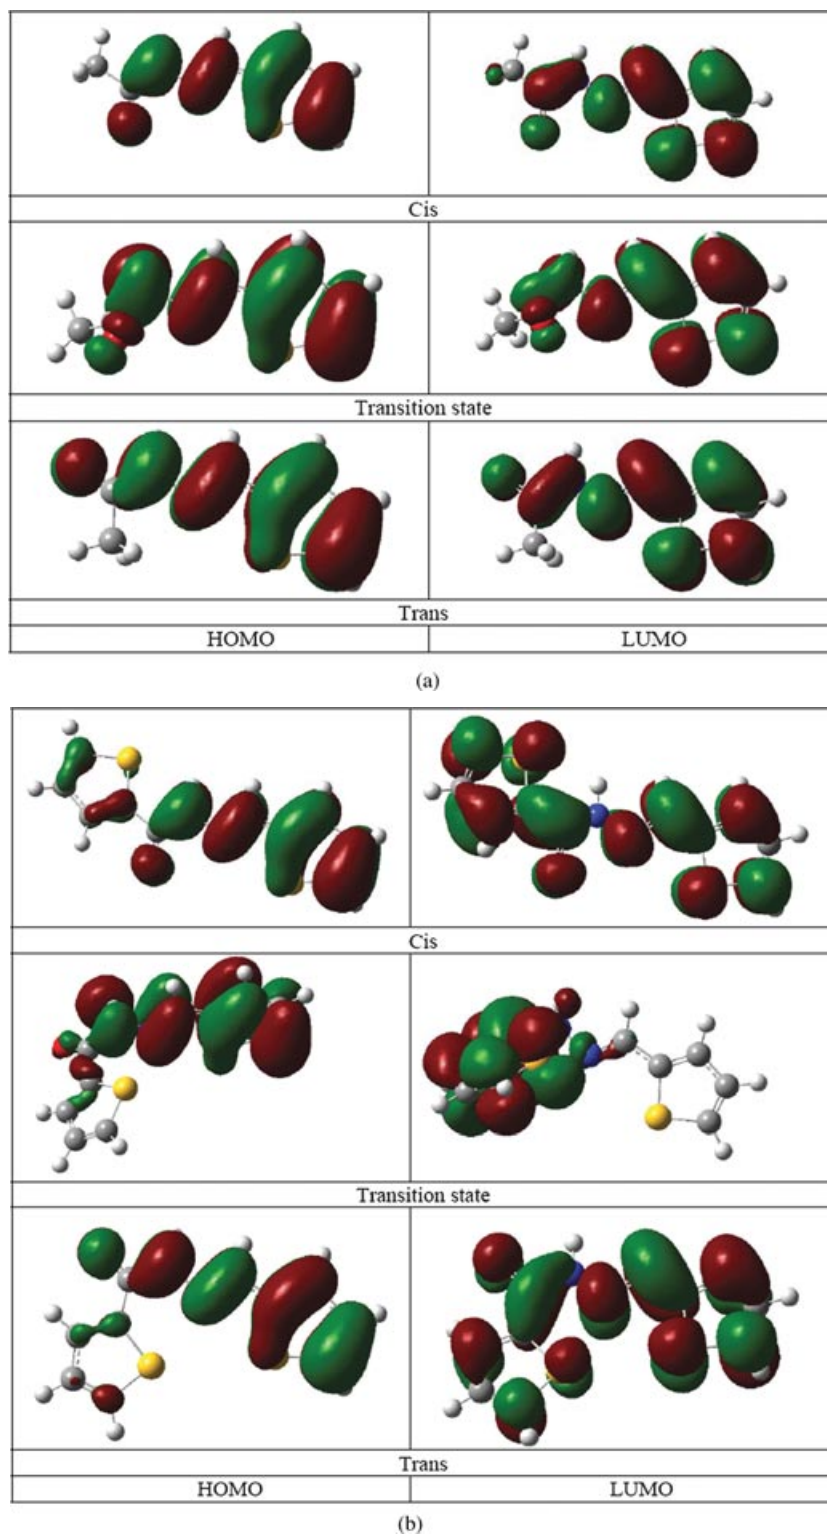 Cis
Transition state
Trans
HOMO LUMO
(a)
Cis
Transition state
Trans
HOMO LUMO
(b)